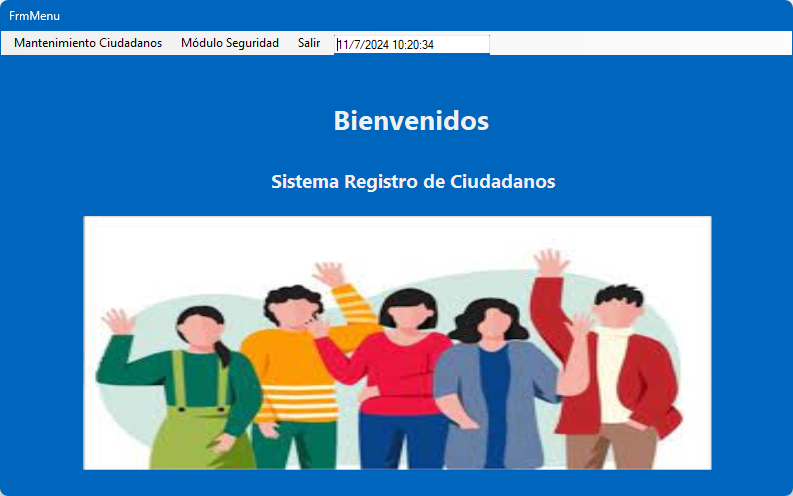 FrmMenu
Mantenimiento Ciudadanos Módulo Seguridad Salir 11/7/2024 10:20:34
Bienvenidos
Sistema Registro de Ciudadanos